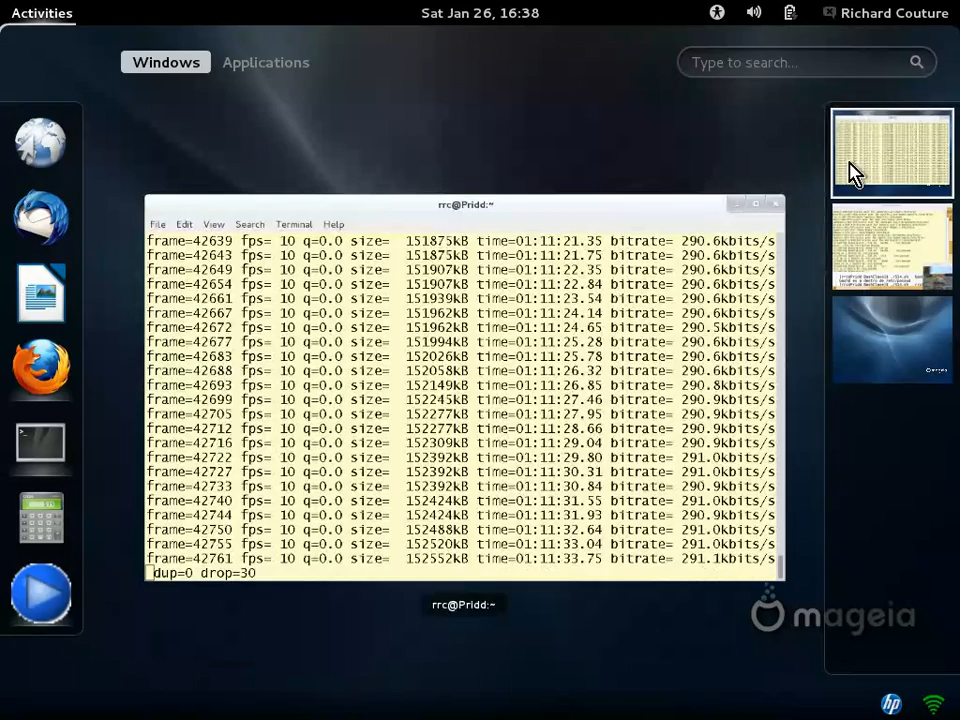 Activities
Sat Jan 26, 16:38
Richard Couture
Windows
Applications
Type to search...
rrc@Pridd:~
File Edit View Search Terminal Help
frame=42639 fps= 10 q=0.0 size=  151875kB time=01:11:21.35 bitrate= 290.6kbits/s
frame=42643 fps= 10 q=0.0 size=  151875kB time=01:11:21.75 bitrate= 290.6kbits/s
frame=42649 fps= 10 q=0.0 size=  151907kB time=01:11:22.35 bitrate= 290.6kbits/s
frame=42654 fps= 10 q=0.0 size=  151907kB time=01:11:22.84 bitrate= 290.6kbits/s
frame=42661 fps= 10 q=0.0 size=  151939kB time=01:11:23.54 bitrate= 290.6kbits/s
frame=42667 fps= 10 q=0.0 size=  151962kB time=01:11:24.14 bitrate= 290.6kbits/s
frame=42672 fps= 10 q=0.0 size=  151962kB time=01:11:24.65 bitrate= 290.5kbits/s
frame=42677 fps= 10 q=0.0 size=  151994kB time=01:11:25.28 bitrate= 290.6kbits/s
frame=42683 fps= 10 q=0.0 size=  152026kB time=01:11:25.78 bitrate= 290.6kbits/s
frame=42688 fps= 10 q=0.0 size=  152058kB time=01:11:26.32 bitrate= 290.6kbits/s
frame=42693 fps= 10 q=0.0 size=  152149kB time=01:11:26.85 bitrate= 290.8kbits/s
frame=42699 fps= 10 q=0.0 size=  152245kB time=01:11:27.46 bitrate= 290.9kbits/s
frame=42705 fps= 10 q=0.0 size=  152277kB time=01:11:27.95 bitrate= 290.9kbits/s
frame=42712 fps= 10 q=0.0 size=  152277kB time=01:11:28.66 bitrate= 290.9kbits/s
frame=42716 fps= 10 q=0.0 size=  152309kB time=01:11:29.04 bitrate= 290.9kbits/s
frame=42722 fps= 10 q=0.0 size=  152392kB time=01:11:29.80 bitrate= 291.0kbits/s
frame=42727 fps= 10 q=0.0 size=  152392kB time=01:11:30.31 bitrate= 290.9kbits/s
frame=42733 fps= 10 q=0.0 size=  152392kB time=01:11:30.84 bitrate= 290.9kbits/s
frame=42740 fps= 10 q=0.0 size=  152424kB time=01:11:31.55 bitrate= 291.0kbits/s
frame=42744 fps= 10 q=0.0 size=  152424kB time=01:11:31.93 bitrate= 290.9kbits/s
frame=42750 fps= 10 q=0.0 size=  152488kB time=01:11:32.64 bitrate= 291.0kbits/s
frame=42755 fps= 10 q=0.0 size=  152520kB time=01:11:33.04 bitrate= 291.0kbits/s
frame=42761 fps= 10 q=0.0 size=  152552kB time=01:11:33.75 bitrate= 291.1kbits/s
dup=0 drop=30
rrc@Pridd:~
mageia
hp